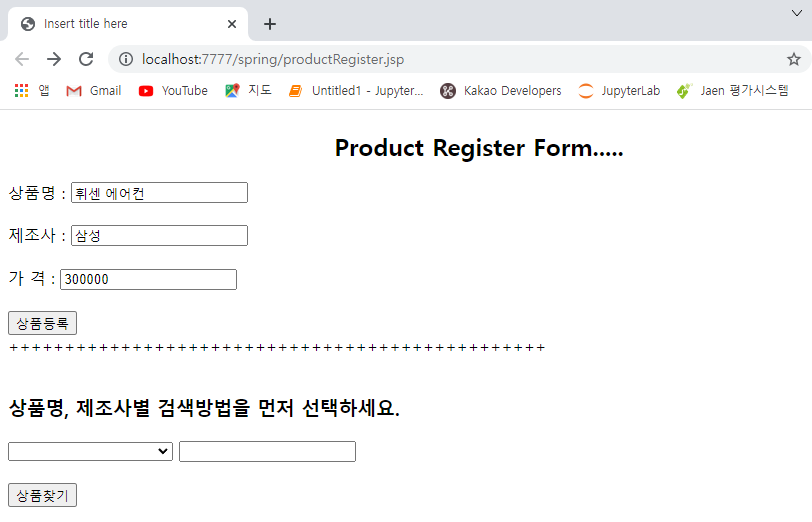 Insert title here
localhost:7777/spring/productRegister.jsp
앱 Gmail YouTube 지도 Untitled1 - Jupyter... Kakao Developers JupyterLab Jaen 평가시스템
Product Register Form.....
상품명 : 휘센 에어컨
제조사 : 삼성
가 격 : 300000
상품등록
++++++++++++++++++++++++++++++++++++++++++++++++
상품명, 제조사별 검색방법을 먼저 선택하세요.
상품찾기